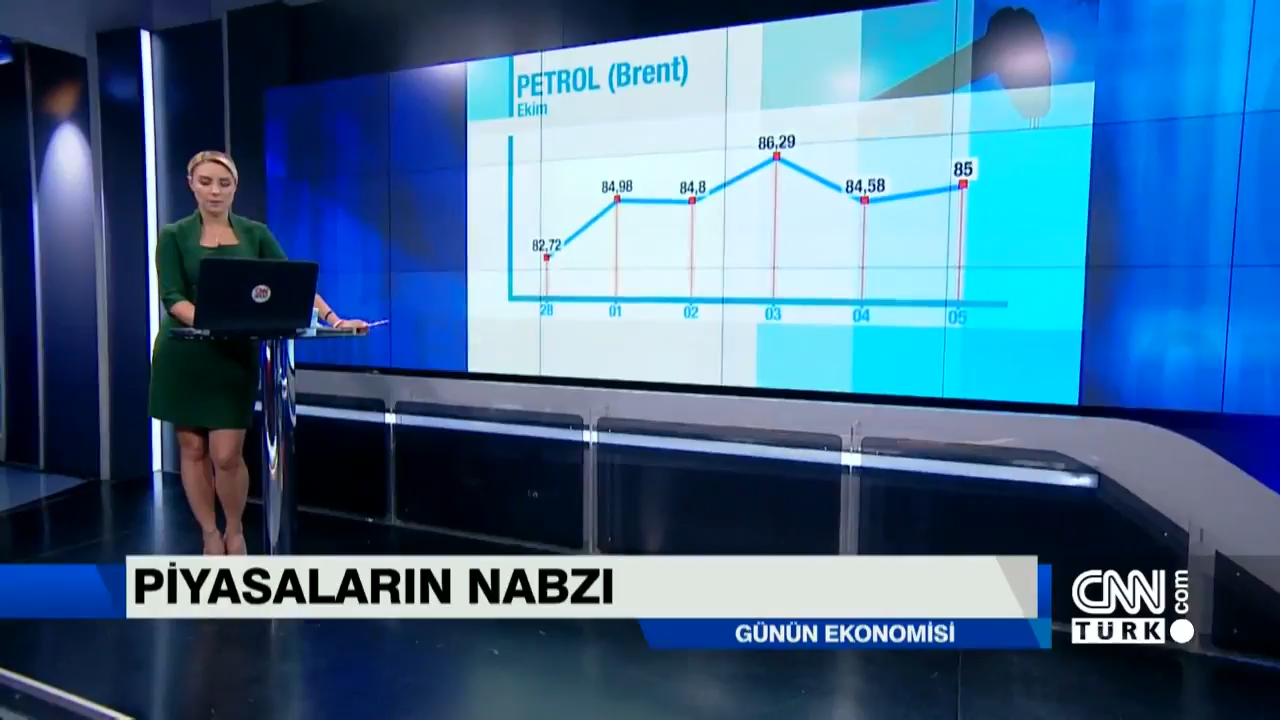 PETROL (Brent)
Ekim
82,72
84,98
84,8
86,29
84,58
85
28
01
02
03
04
05
CNN
PİYASALARIN NABZI
GÜNÜN EKONOMİSİ
CNN
TÜRK
.com